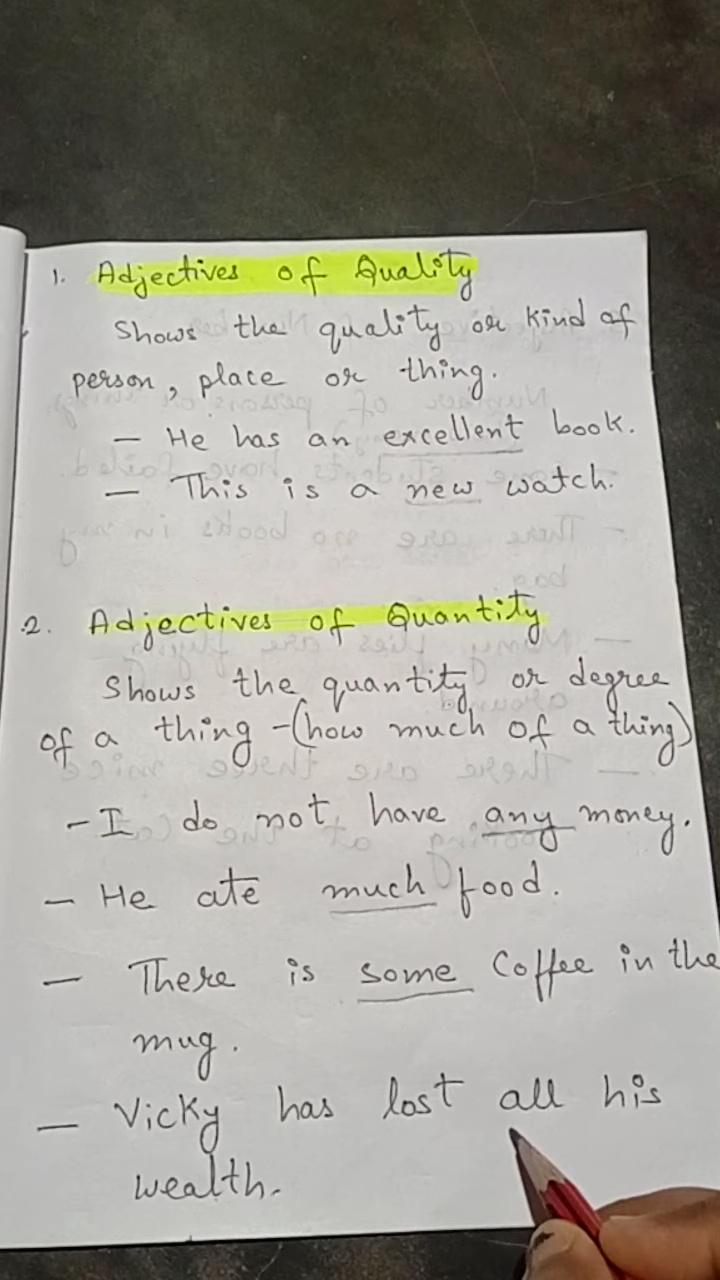 1. Adjectives of Quality
Shows the quality or kind of
person, place or thing.
- He has an excellent book.
- This is a new watch.
2. Adjectives of Quantity
Shows the quantity or degree
of a thing -(how much of a thing)
- I do not have any money.
- He ate much food.
- There is some Coffee in the
mug.
- Vicky has lost all his
wealth.